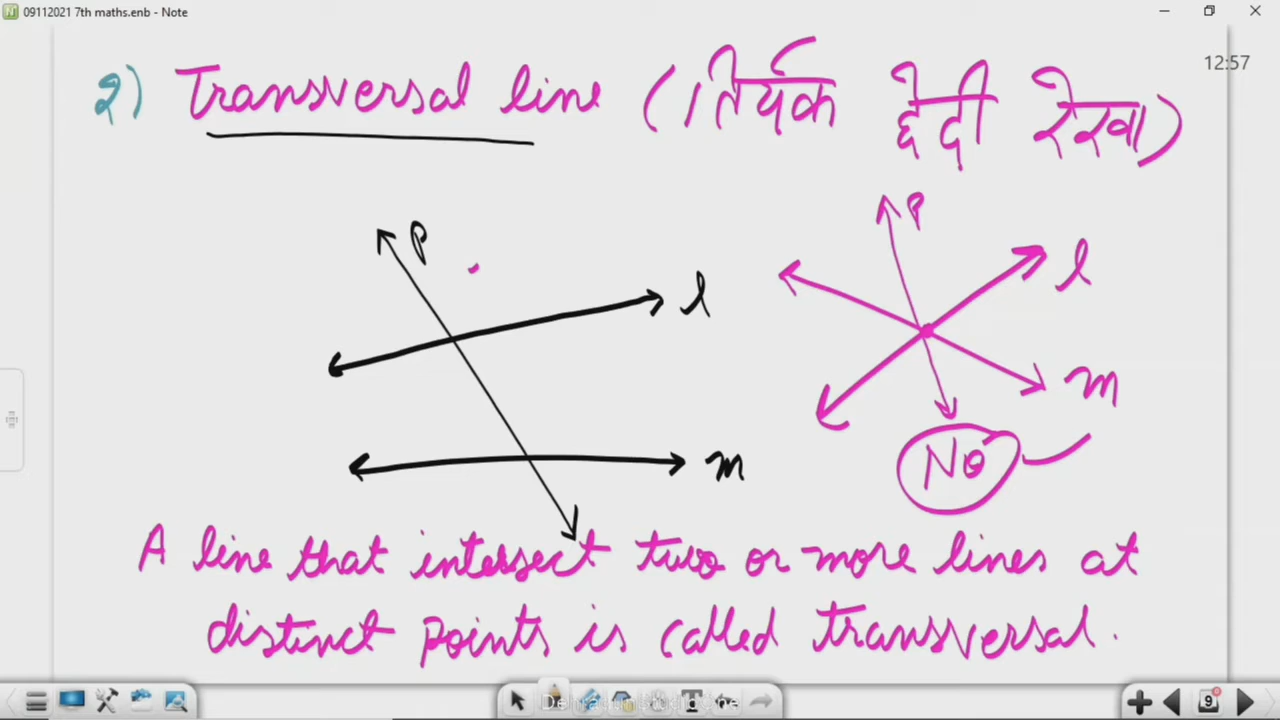 09112021 7th maths.enb - Note
12:57
2) Transversal line (तिर्यक छेदी रेखा)
P
l
m
P
l
m
No
A line that intersect two or more lines at
distinct points is called transversal.
9